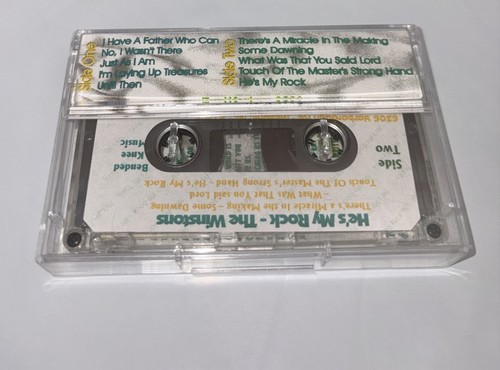 Side One
I Have A Father Who Can
No, I Wasn't There
Just As I Am
I'm Laying Up Treasures
Until Then
Side Two
There's A Miracle In The Making
Some Dawning
What Was That You Said Lord
Touch Of The Master's Strong Hand
He's My Rock
He's My Rock - The Winstons
There's a Miracle In the Making - Some Dawning
- What Was That You said Lord
Touch Of The Master's Strong Hand - He's My Rock
Side
Two
Bended
Knee
Music